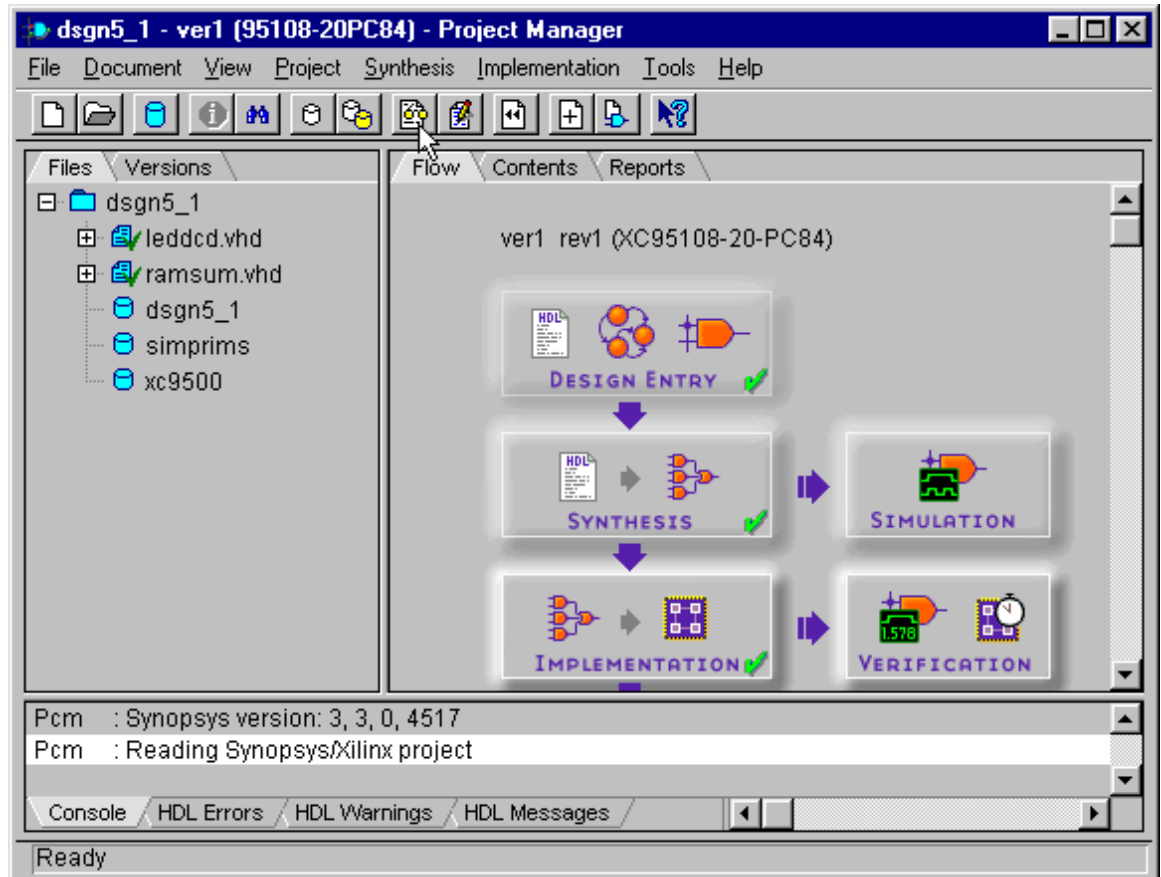 dsgn5_1 - ver1 (95108-20PC84) - Project Manager
File Document View Project Synthesis Implementation Tools Help
Files Versions
dsgn5_1
leddcd.vhd
ramsum.vhd
dsgn5_1
simprims
xc9500
Flow Contents Reports
ver1 rev1 (XC95108-20-PC84)
HDL
DESIGN ENTRY
HDL
SYNTHESIS
SIMULATION
IMPLEMENTATION
1.578
VERIFICATION
Pcm : Synopsys version: 3, 3, 0, 4517
Pcm : Reading Synopsys/Xilinx project
Console HDL Errors HDL Warnings HDL Messages
Ready